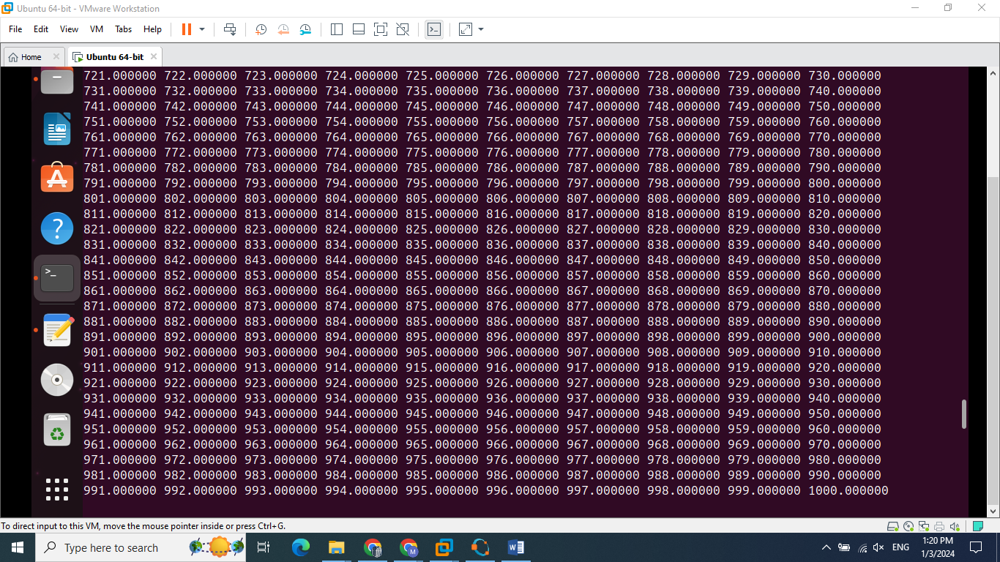 Ubuntu 64-bit - VMware Workstation
File Edit View VM Tabs Help
Home Ubuntu 64-bit
721.000000 722.000000 723.000000 724.000000 725.000000 726.000000 727.000000 728.000000 729.000000 730.000000
731.000000 732.000000 733.000000 734.000000 735.000000 736.000000 737.000000 738.000000 739.000000 740.000000
741.000000 742.000000 743.000000 744.000000 745.000000 746.000000 747.000000 748.000000 749.000000 750.000000
751.000000 752.000000 753.000000 754.000000 755.000000 756.000000 757.000000 758.000000 759.000000 760.000000
761.000000 762.000000 763.000000 764.000000 765.000000 766.000000 767.000000 768.000000 769.000000 770.000000
771.000000 772.000000 773.000000 774.000000 775.000000 776.000000 777.000000 778.000000 779.000000 780.000000
781.000000 782.000000 783.000000 784.000000 785.000000 786.000000 787.000000 788.000000 789.000000 790.000000
791.000000 792.000000 793.000000 794.000000 795.000000 796.000000 797.000000 798.000000 799.000000 800.000000
801.000000 802.000000 803.000000 804.000000 805.000000 806.000000 807.000000 808.000000 809.000000 810.000000
811.000000 812.000000 813.000000 814.000000 815.000000 816.000000 817.000000 818.000000 819.000000 820.000000
821.000000 822.000000 823.000000 824.000000 825.000000 826.000000 827.000000 828.000000 829.000000 830.000000
831.000000 832.000000 833.000000 834.000000 835.000000 836.000000 837.000000 838.000000 839.000000 840.000000
841.000000 842.000000 843.000000 844.000000 845.000000 846.000000 847.000000 848.000000 849.000000 850.000000
851.000000 852.000000 853.000000 854.000000 855.000000 856.000000 857.000000 858.000000 859.000000 860.000000
861.000000 862.000000 863.000000 864.000000 865.000000 866.000000 867.000000 868.000000 869.000000 870.000000
871.000000 872.000000 873.000000 874.000000 875.000000 876.000000 877.000000 878.000000 879.000000 880.000000
881.000000 882.000000 883.000000 884.000000 885.000000 886.000000 887.000000 888.000000 889.000000 890.000000
891.000000 892.000000 893.000000 894.000000 895.000000 896.000000 897.000000 898.000000 899.000000 900.000000
901.000000 902.000000 903.000000 904.000000 905.000000 906.000000 907.000000 908.000000 909.000000 910.000000
911.000000 912.000000 913.000000 914.000000 915.000000 916.000000 917.000000 918.000000 919.000000 920.000000
921.000000 922.000000 923.000000 924.000000 925.000000 926.000000 927.000000 928.000000 929.000000 930.000000
931.000000 932.000000 933.000000 934.000000 935.000000 936.000000 937.000000 938.000000 939.000000 940.000000
941.000000 942.000000 943.000000 944.000000 945.000000 946.000000 947.000000 948.000000 949.000000 950.000000
951.000000 952.000000 953.000000 954.000000 955.000000 956.000000 957.000000 958.000000 959.000000 960.000000
961.000000 962.000000 963.000000 964.000000 965.000000 966.000000 967.000000 968.000000 969.000000 970.000000
971.000000 972.000000 973.000000 974.000000 975.000000 976.000000 977.000000 978.000000 979.000000 980.000000
981.000000 982.000000 983.000000 984.000000 985.000000 986.000000 987.000000 988.000000 989.000000 990.000000
991.000000 992.000000 993.000000 994.000000 995.000000 996.000000 997.000000 998.000000 999.000000 1000.000000
To direct input to this VM, move the mouse pointer inside or press Ctrl+G.
Type here to search
ENG
1:20 PM
1/3/2024